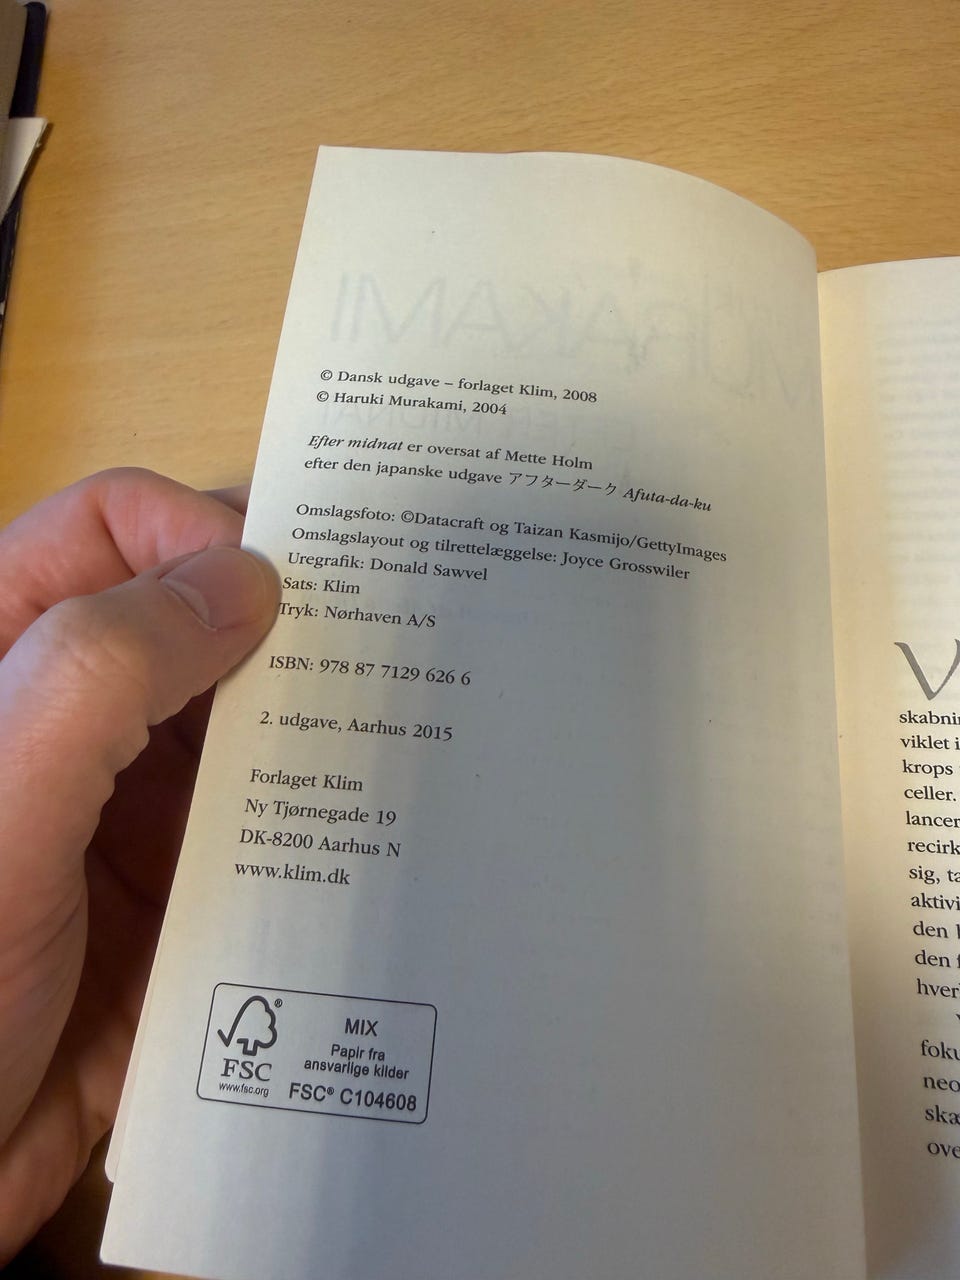 © Dansk udgave – forlaget Klim, 2008
© Haruki Murakami, 2004
Efter midnat er oversat af Mette Holm
efter den japanske udgave アフターダーク Afuta-da-ku
Omslagsfoto: ©Datacraft og Taizan Kasmijo/GettyImages
Omslagslayout og tilrettelæggelse: Joyce Grosswiler
Uregrafik: Donald Sawvel
Sats: Klim
Tryk: Nørhaven A/S
ISBN: 978 87 7129 626 6
2. udgave, Aarhus 2015
Forlaget Klim
Ny Tjørnegade 19
DK-8200 Aarhus N
www.klim.dk
MIX
Papir fra
ansvarlige kilder
FSC® C104608
® FSC
www.fsc.org
V
skabni
viklet i
krops
celler.
lancer
recirk
sig, ta
aktivi
den
den f
hver
foku
neo
skæ
ove